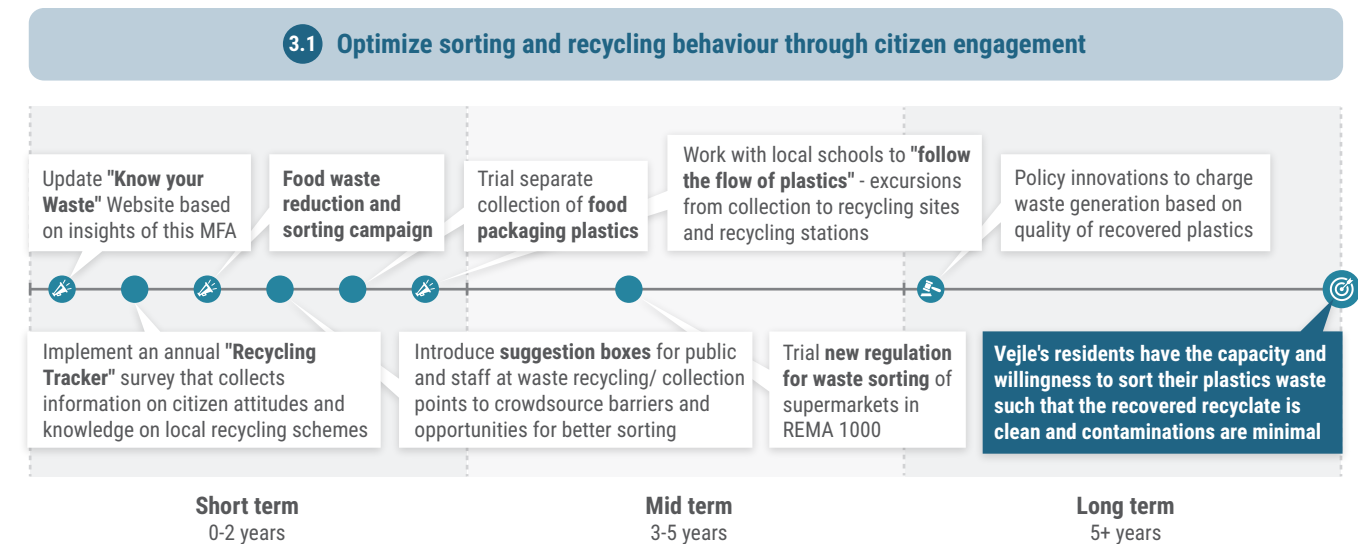 3.1 Optimize sorting and recycling behaviour through citizen engagement
Update "Know your
Waste" Website based
on insights of this MFA
Food waste
reduction and
sorting campaign
Trial separate
collection of food
packaging plastics
Work with local schools to "follow
the flow of plastics" - excursions
from collection to recycling sites
and recycling stations
Policy innovations to charge
waste generation based on
quality of recovered plastics
Implement an annual "Recycling
Tracker" survey that collects
information on citizen attitudes and
knowledge on local recycling schemes
Introduce suggestion boxes for public
and staff at waste recycling/ collection
points to crowdsource barriers and
opportunities for better sorting
Trial new regulation
for waste sorting of
supermarkets in
REMA 1000
Vejle's residents have the capacity and
willingness to sort their plastics waste
such that the recovered recyclate is
clean and contaminations are minimal
Short term
0-2 years
Mid term
3-5 years
Long term
5+ years